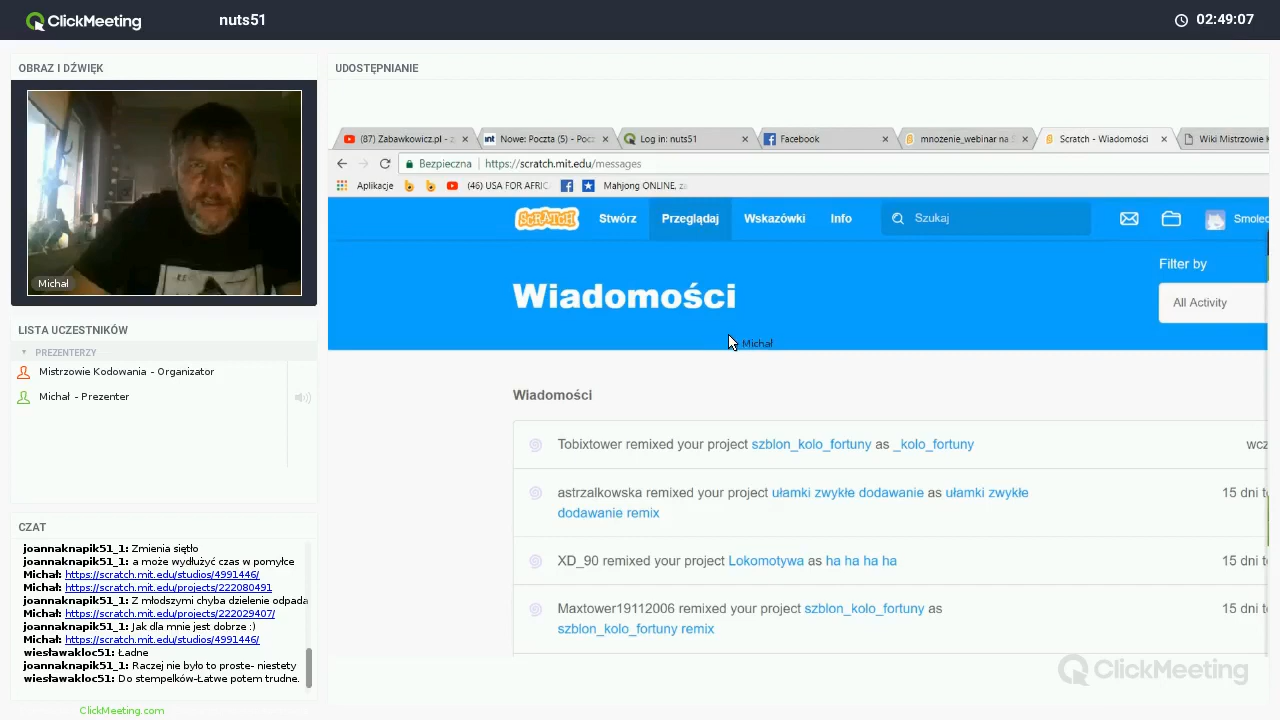 ClickMeeting
nuts51
02:49:07
OBRAZ I DŹWIĘK
Michał
LISTA UCZESTNIKÓW
PREZENTERZY
Mistrzowie Kodowania - Organizator
Michał - Prezenter
CZAT
joannaknapik51_1: Zmienia siętło
joannaknapik51_1: a może wydłużyć czas w pomyłce
Michał: https://scratch.mit.edu/studios/4991446/
Michał: https://scratch.mit.edu/projects/222080491
joannaknapik51_1: Z młodszymi chyba dzielenie odpada
Michał: https://scratch.mit.edu/projects/222029407/
joannaknapik51_1: Jak dla mnie jest dobrze :)
Michał: https://scratch.mit.edu/studios/4991446/
wiesławakloc51: Ładne
joannaknapik51_1: Raczej nie było to proste- niestety
wiesławakloc51: Do stempelków-Łatwe potem trudne.
ClickMeeting.com
UDOSTĘPNIANIE
(87) Zabawkowicz.pl - z
int Nowe: Poczta (5) - Pocz
Log in: nuts51
Facebook
mnożenie_webinar na S
Scratch - Wiadomości
Wiki Mistrzowie K
Bezpieczna https://scratch.mit.edu/messages
Aplikacje
(46) USA FOR AFRIC
Mahjong ONLINE, za
SCRATCH
Stwórz
Przeglądaj
Wskazówki
Info
Szukaj
Smolec
Wiadomości
Filter by
All Activity
Michał
Wiadomości
Tobixtower remixed your project szblon_kolo_fortuny as _kolo_fortuny
wcz
astrzalkowska remixed your project ułamki zwykłe dodawanie as ułamki zwykłe
dodawanie remix
15 dni t
XD_90 remixed your project Lokomotywa as ha ha ha ha
15 dni t
Maxtower19112006 remixed your project szblon_kolo_fortuny as
szblon_kolo_fortuny remix
15 dni t
ClickMeeting